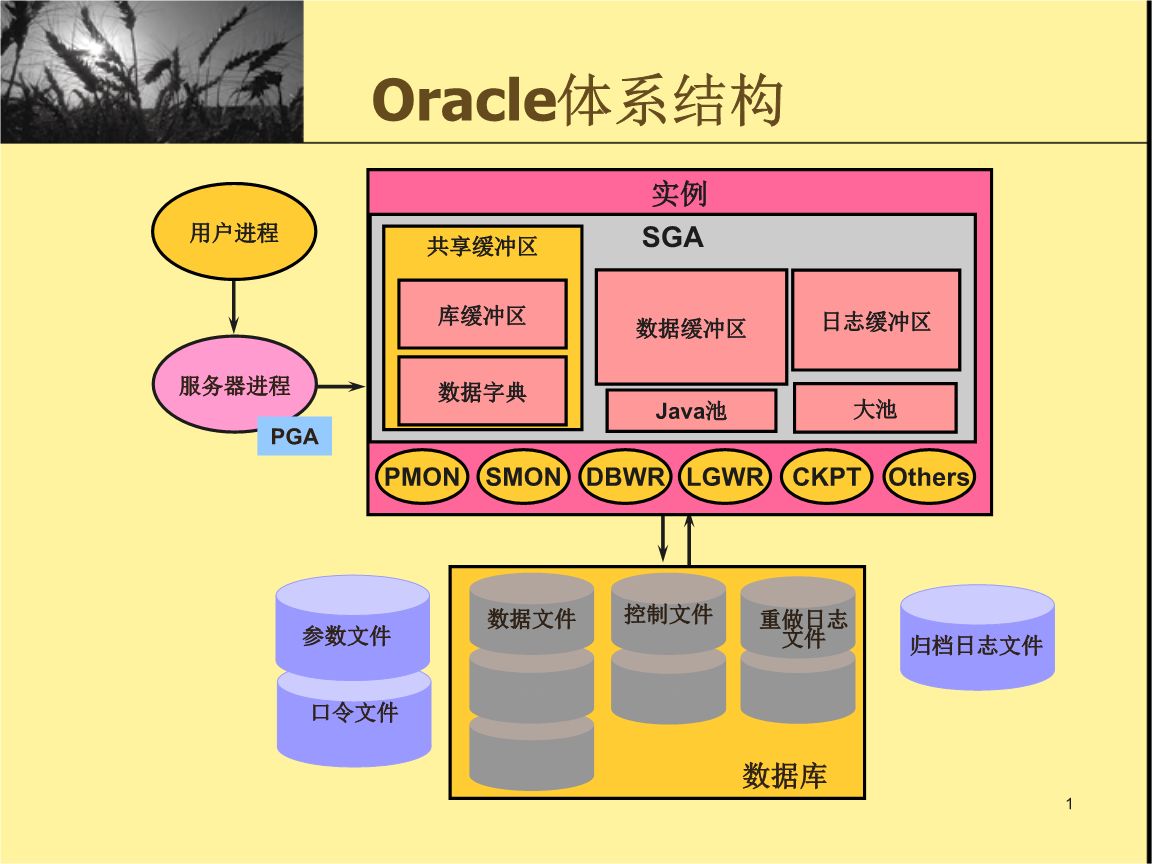 Oracle体系结构
实例
用户进程
SGA
共享缓冲区
库缓冲区
数据缓冲区
日志缓冲区
服务器进程
数据字典
Java池
大池
PGA
PMON
SMON
DBWR
LGWR
CKPT
Others
数据文件
控制文件
重做日志
文件
参数文件
归档日志文件
口令文件
数据库
1